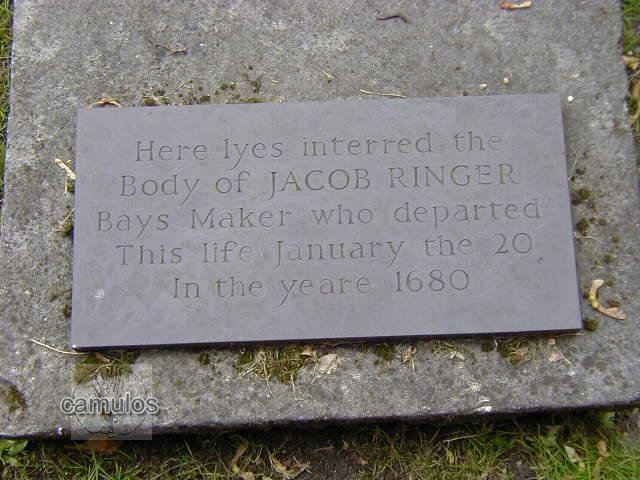 Here lyes interred the
Body of JACOB RINGER
Bays Maker who departed
This life January the 20
In the yeare 1680
camulos